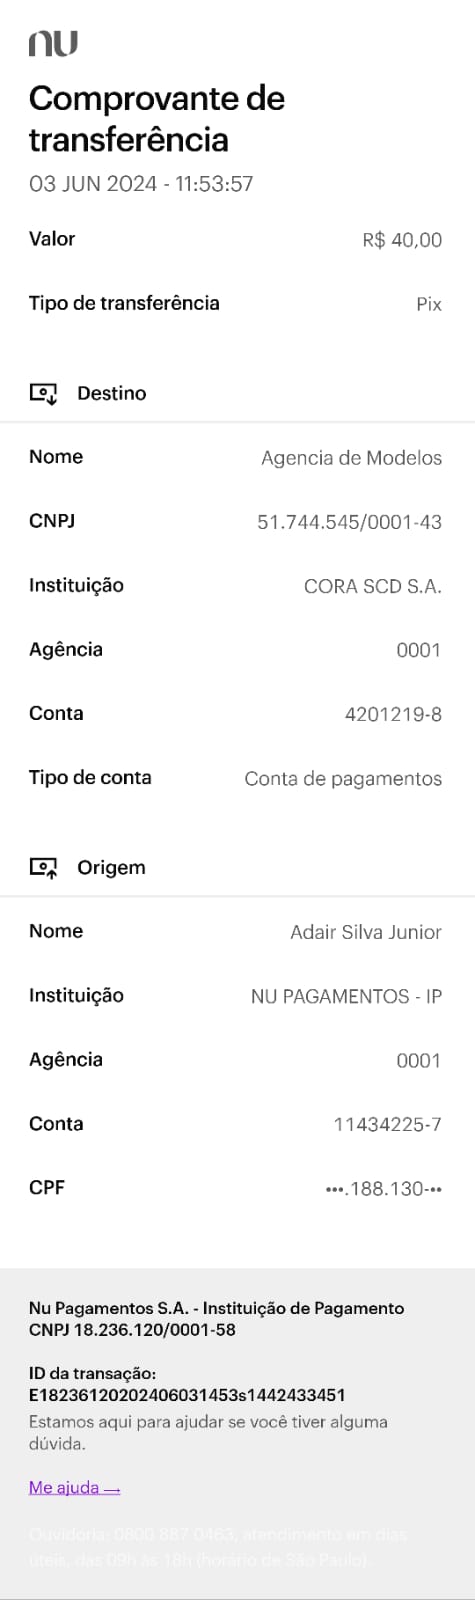 nu
Comprovante de
transferência
03 JUN 2024 - 11:53:57
Valor R$ 40,00
Tipo de transferência Pix
Destino
Nome Agencia de Modelos
CNPJ 51.744.545/0001-43
Instituição CORA SCD S.A.
Agência 0001
Conta 4201219-8
Tipo de conta Conta de pagamentos
Origem
Nome Adair Silva Junior
Instituição NU PAGAMENTOS - IP
Agência 0001
Conta 11434225-7
CPF •••.188.130-••
Nu Pagamentos S.A. - Instituição de Pagamento
CNPJ 18.236.120/0001-58
ID da transação:
E18236120202406031453s1442433451
Estamos aqui para ajudar se você tiver alguma
dúvida.
Me ajuda →
Ouvidoria: 0800 887 0463, atendimento em dias
úteis, das 09h às 18h (horário de São Paulo).